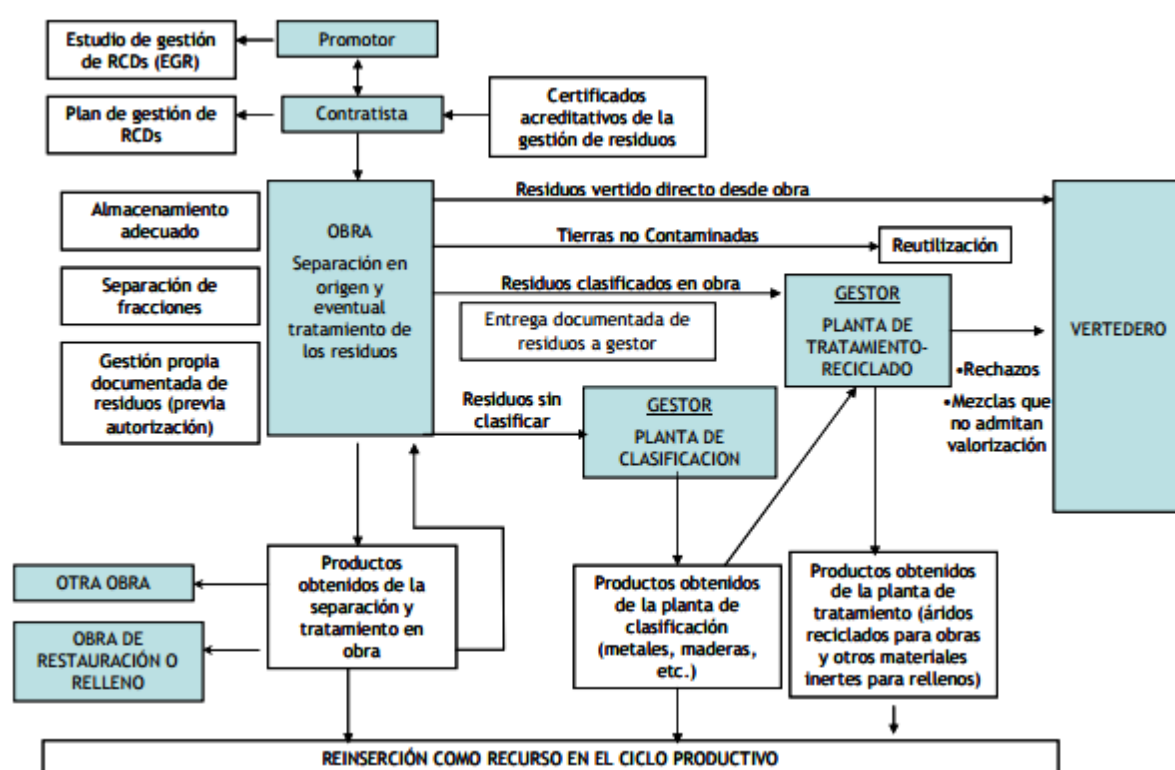 Estudio de gestión
de RCDs (EGR)
Promotor
Plan de gestión de
RCDs
Contratista
Certificados
acreditativos de la
gestión de residuos
Almacenamiento
adecuado
Separación de
fracciones
Gestión propia
documentada de
residuos (previa
autorización)
OBRA
Separación en
origen y
eventual
tratamiento de
los residuos
Residuos vertido directo desde obra
Tierras no Contaminadas
Reutilización
Residuos clasificados en obra
Entrega documentada de
residuos a gestor
Residuos sin
clasificar
GESTOR
PLANTA DE
CLASIFICACION
GESTOR
PLANTA DE
TRATAMIENTO-
RECICLADO
•Rechazos
•Mezclas que
no admitan
valorización
VERTEDERO
OTRA OBRA
OBRA DE
RESTAURACIÓN O
RELLENO
Productos
obtenidos de la
separación y
tratamiento en
obra
Productos obtenidos
de la planta de
clasificación
(metales, maderas,
etc.)
Productos obtenidos
de la planta de
tratamiento (áridos
reciclados para obras
y otros materiales
inertes para rellenos)
REINSERCIÓN COMO RECURSO EN EL CICLO PRODUCTIVO